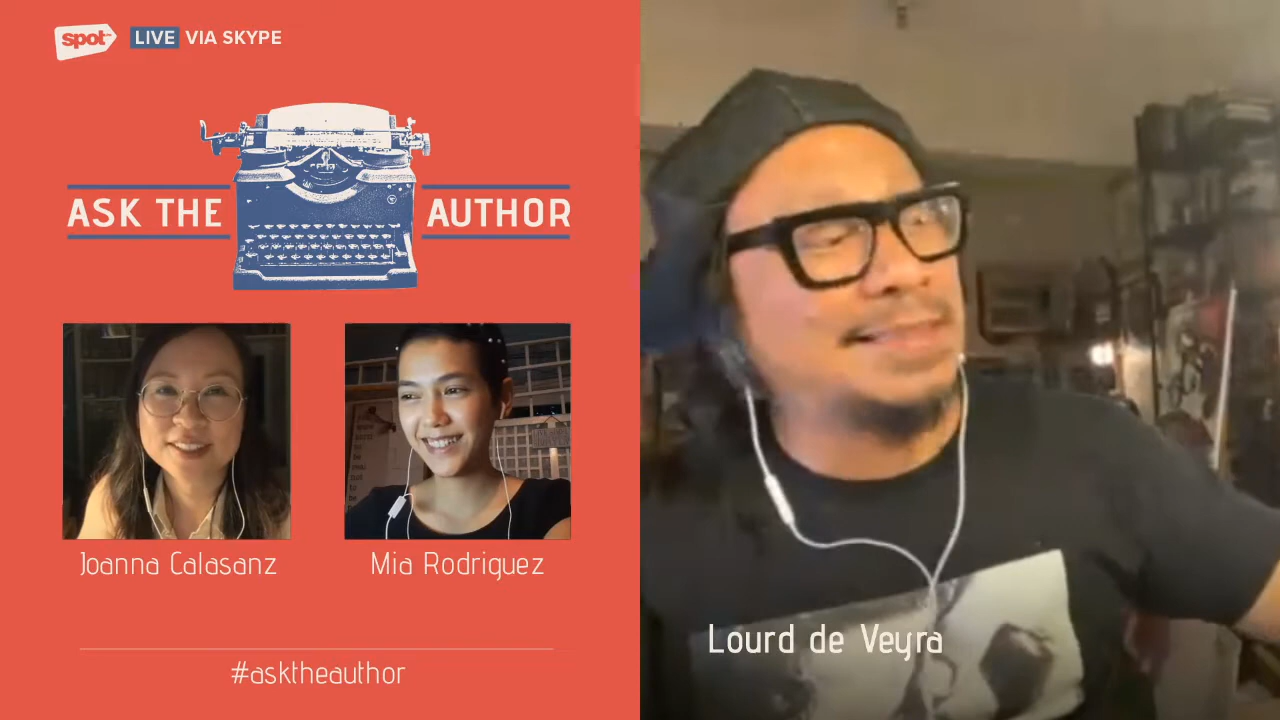 spot
LIVE VIA SKYPE
ASK THE AUTHOR
Joanna Calasanz
Mia Rodriguez
#asktheauthor
Lourd de Veyra